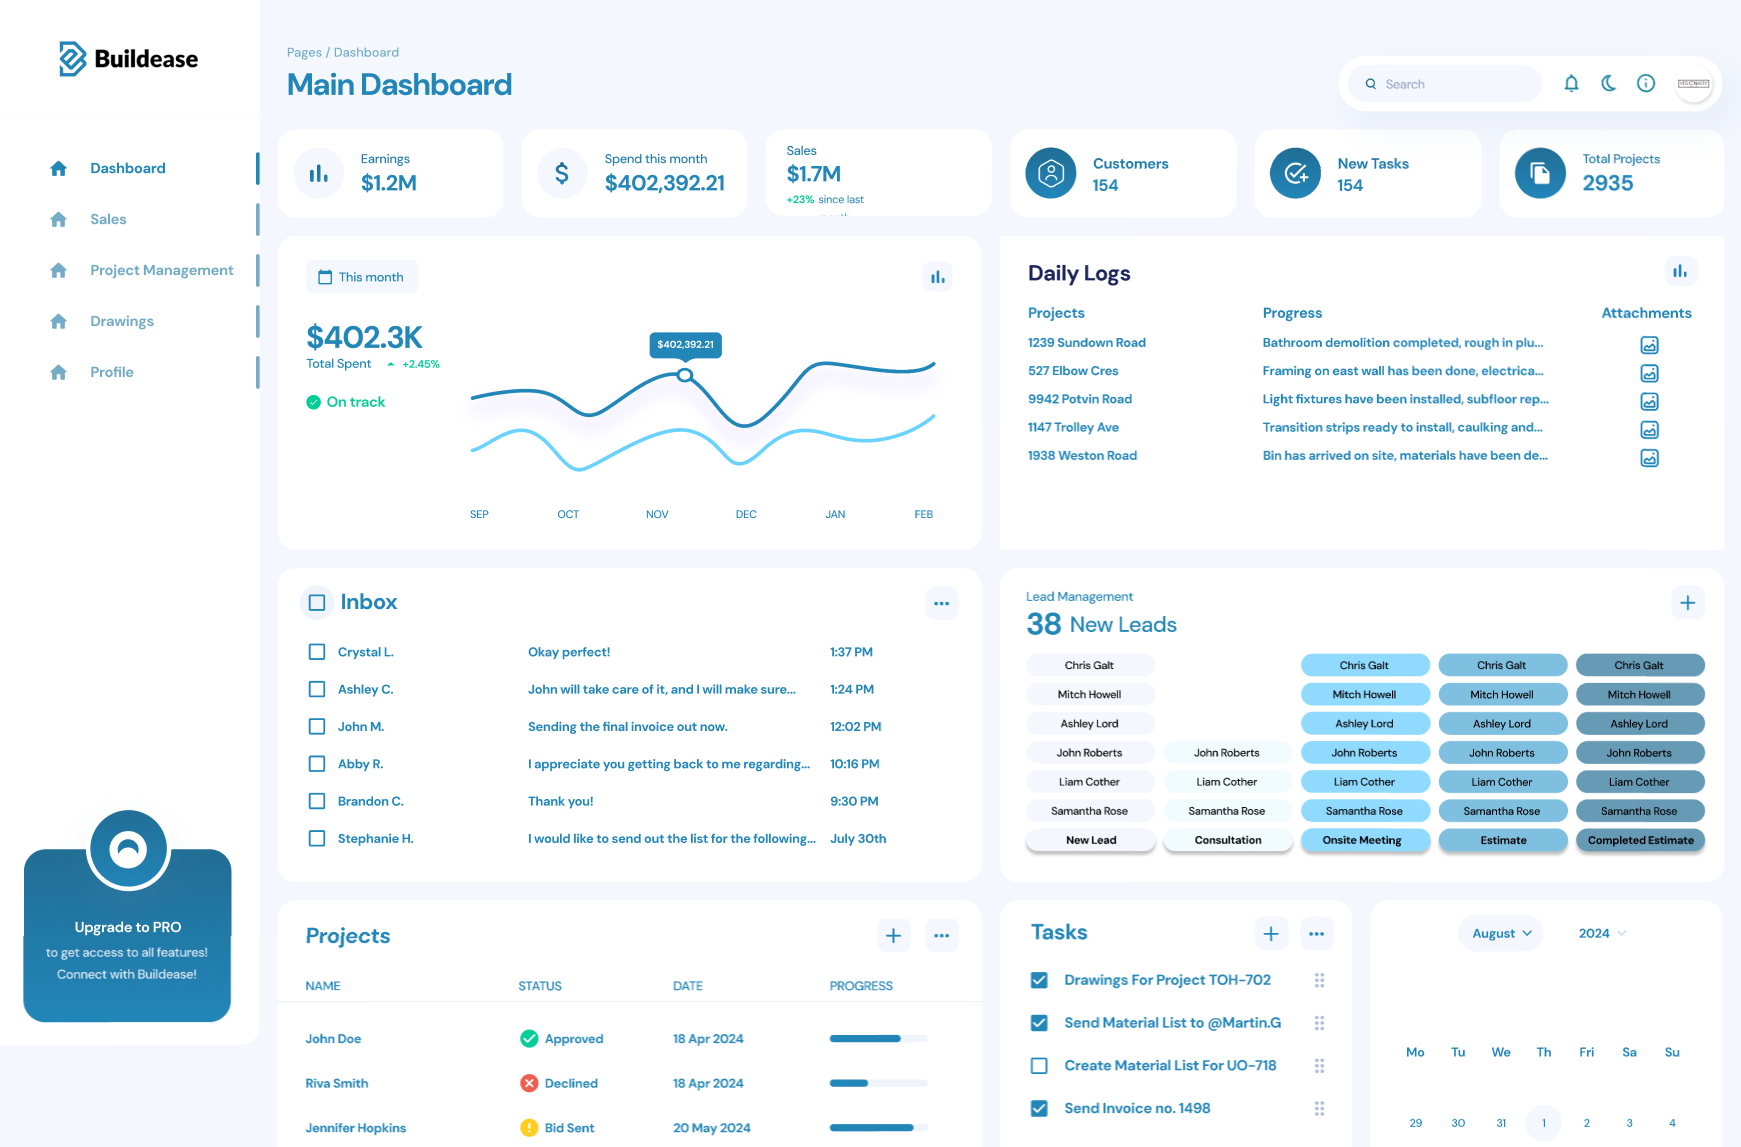 Buildease
Dashboard
Sales
Project Management
Drawings
Profile
Upgrade to PRO
to get access to all features!
Connect with Buildease!
Pages / Dashboard
Main Dashboard
Search
Earnings
$1.2M
Spend this month
$402,392.21
Sales
$1.7M
+23% since last
Customers
154
New Tasks
154
Total Projects
2935
This month
$402.3K
Total Spent +2.45%
On track
$402,392.21
SEP OCT NOV DEC JAN FEB
Daily Logs
Projects Progress Attachments
1239 Sundown Road Bathroom demolition completed, rough in plu...
527 Elbow Cres Framing on east wall has been done, electrica...
9942 Potvin Road Light fixtures have been installed, subfloor rep...
1147 Trolley Ave Transition strips ready to install, caulking and...
1938 Weston Road Bin has arrived on site, materials have been de...
Inbox
Crystal L. Okay perfect! 1:37 PM
Ashley C. John will take care of it, and I will make sure... 1:24 PM
John M. Sending the final invoice out now. 12:02 PM
Abby R. I appreciate you getting back to me regarding... 10:16 PM
Brandon C. Thank you! 9:30 PM
Stephanie H. I would like to send out the list for the following... July 30th
Lead Management
38 New Leads
Chris Galt Chris Galt Chris Galt Chris Galt
Mitch Howell Mitch Howell Mitch Howell Mitch Howell
Ashley Lord Ashley Lord Ashley Lord Ashley Lord
John Roberts John Roberts John Roberts John Roberts John Roberts
Liam Cother Liam Cother Liam Cother Liam Cother Liam Cother
Samantha Rose Samantha Rose Samantha Rose Samantha Rose Samantha Rose
New Lead Consultation Onsite Meeting Estimate Completed Estimate
Projects
NAME STATUS DATE PROGRESS
John Doe Approved 18 Apr 2024
Riva Smith Declined 18 Apr 2024
Jennifer Hopkins Bid Sent 20 May 2024
Tasks
Drawings For Project TOH-702
Send Material List to @Martin.G
Create Material List For UO-718
Send Invoice no. 1498
August 2024
Mo Tu We Th Fri Sa Su
29 30 31 1 2 3 4